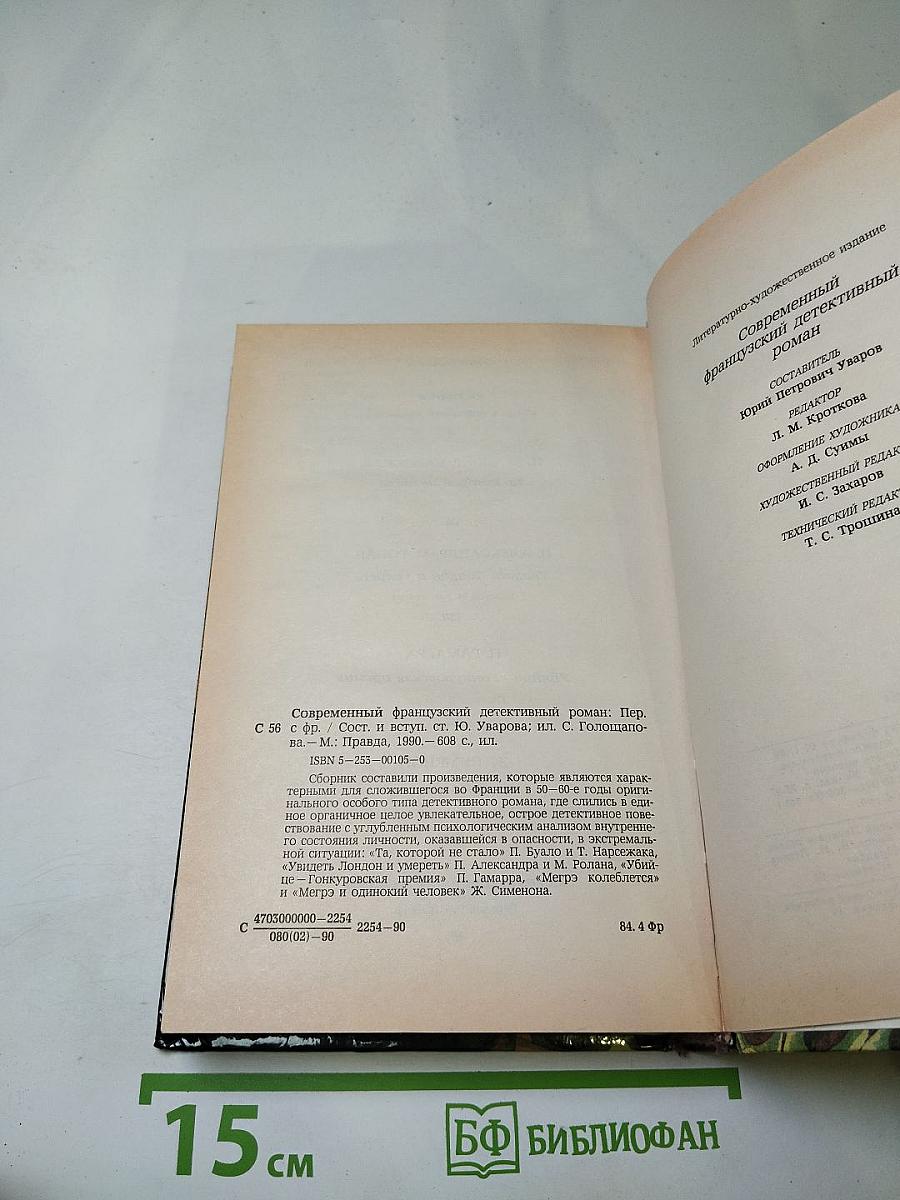 Современный французский детективный роман: Пер.
С 56 с фр. / Сост. и вступ. ст. Ю. Уварова; ил. С. Голощапо-
ва.— М.: Правда, 1990.— 608 с., ил.
ISBN 5—253—00105—0
Сборник составили произведения, которые являются харак-
терными для сложившегося во Франции в 50—60-е годы ориги-
нального особого типа детективного романа, где слились в еди-
ное органичное целое увлекательное, острое детективное пове-
ствование с углубленным психологическим анализом внутренне-
го состояния личности, оказавшейся в опасности, в экстремаль-
ной ситуации: «Та, которой не стало» П. Буало и Т. Нарсежака,
«Увидеть Лондон и умереть» П. Александра и М. Ролана, «Убий-
це — Гонкуровская премия» П. Гамарра, «Мегрэ колеблется»
и «Мегрэ и одинокий человек» Ж. Сименона.
С 4703000000—2254
080(02)—90
2254—90
84. 4 Фр
Литературно-художественное издание
Современный
французский детективный
роман
СОСТАВИТЕЛЬ
Юрий Петрович Уваров
РЕДАКТОР
Л. М. Кроткова
ОФОРМЛЕНИЕ ХУДОЖНИКА
А. Д. Суимы
ХУДОЖЕСТВЕННЫЙ РЕДАК
И. С. Захаров
ТЕХНИЧЕСКИЙ РЕДАКТ
Т. С. Трошина
15 см
БФ БИБЛИОФАН